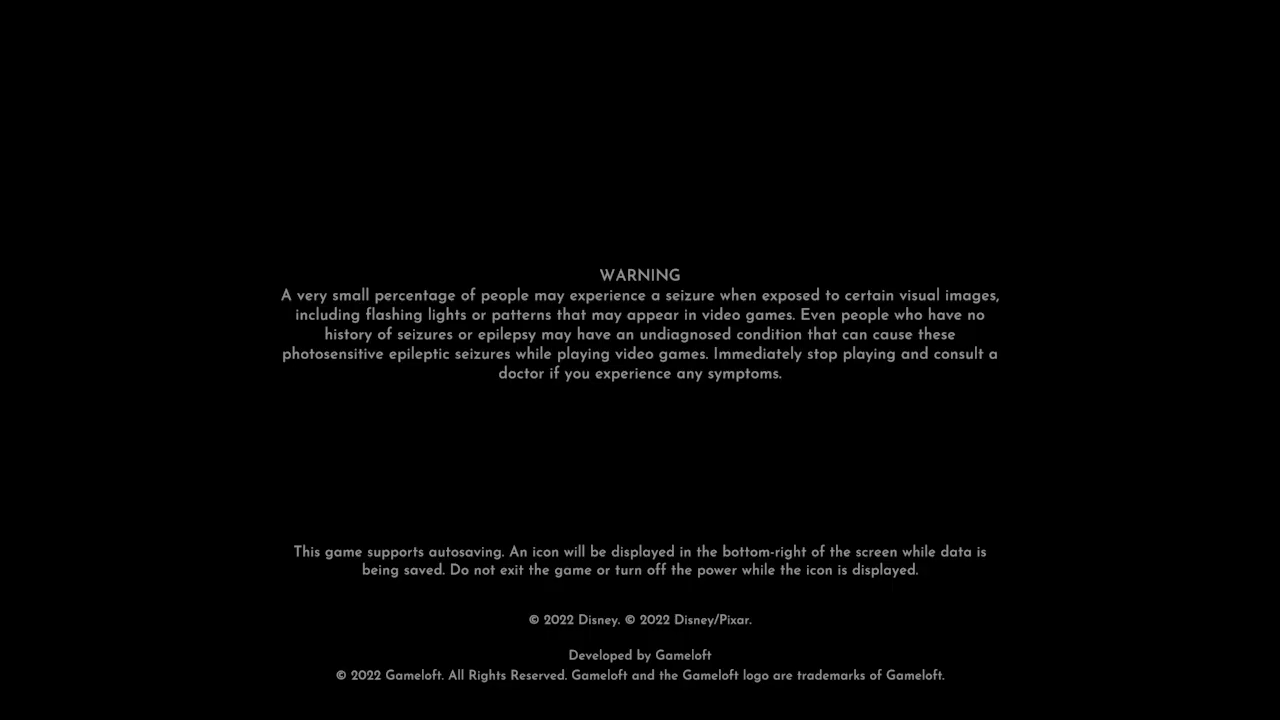 WARNING
A very small percentage of people may experience a seizure when exposed to certain visual images,
including flashing lights or patterns that may appear in video games. Even people who have no
history of seizures or epilepsy may have an undiagnosed condition that can cause these
photosensitive epileptic seizures while playing video games. Immediately stop playing and consult a
doctor if you experience any symptoms.
This game supports autosaving. An icon will be displayed in the bottom-right of the screen while data is
being saved. Do not exit the game or turn off the power while the icon is displayed.
© 2022 Disney. © 2022 Disney/Pixar.
Developed by Gameloft
© 2022 Gameloft. All Rights Reserved. Gameloft and the Gameloft logo are trademarks of Gameloft.